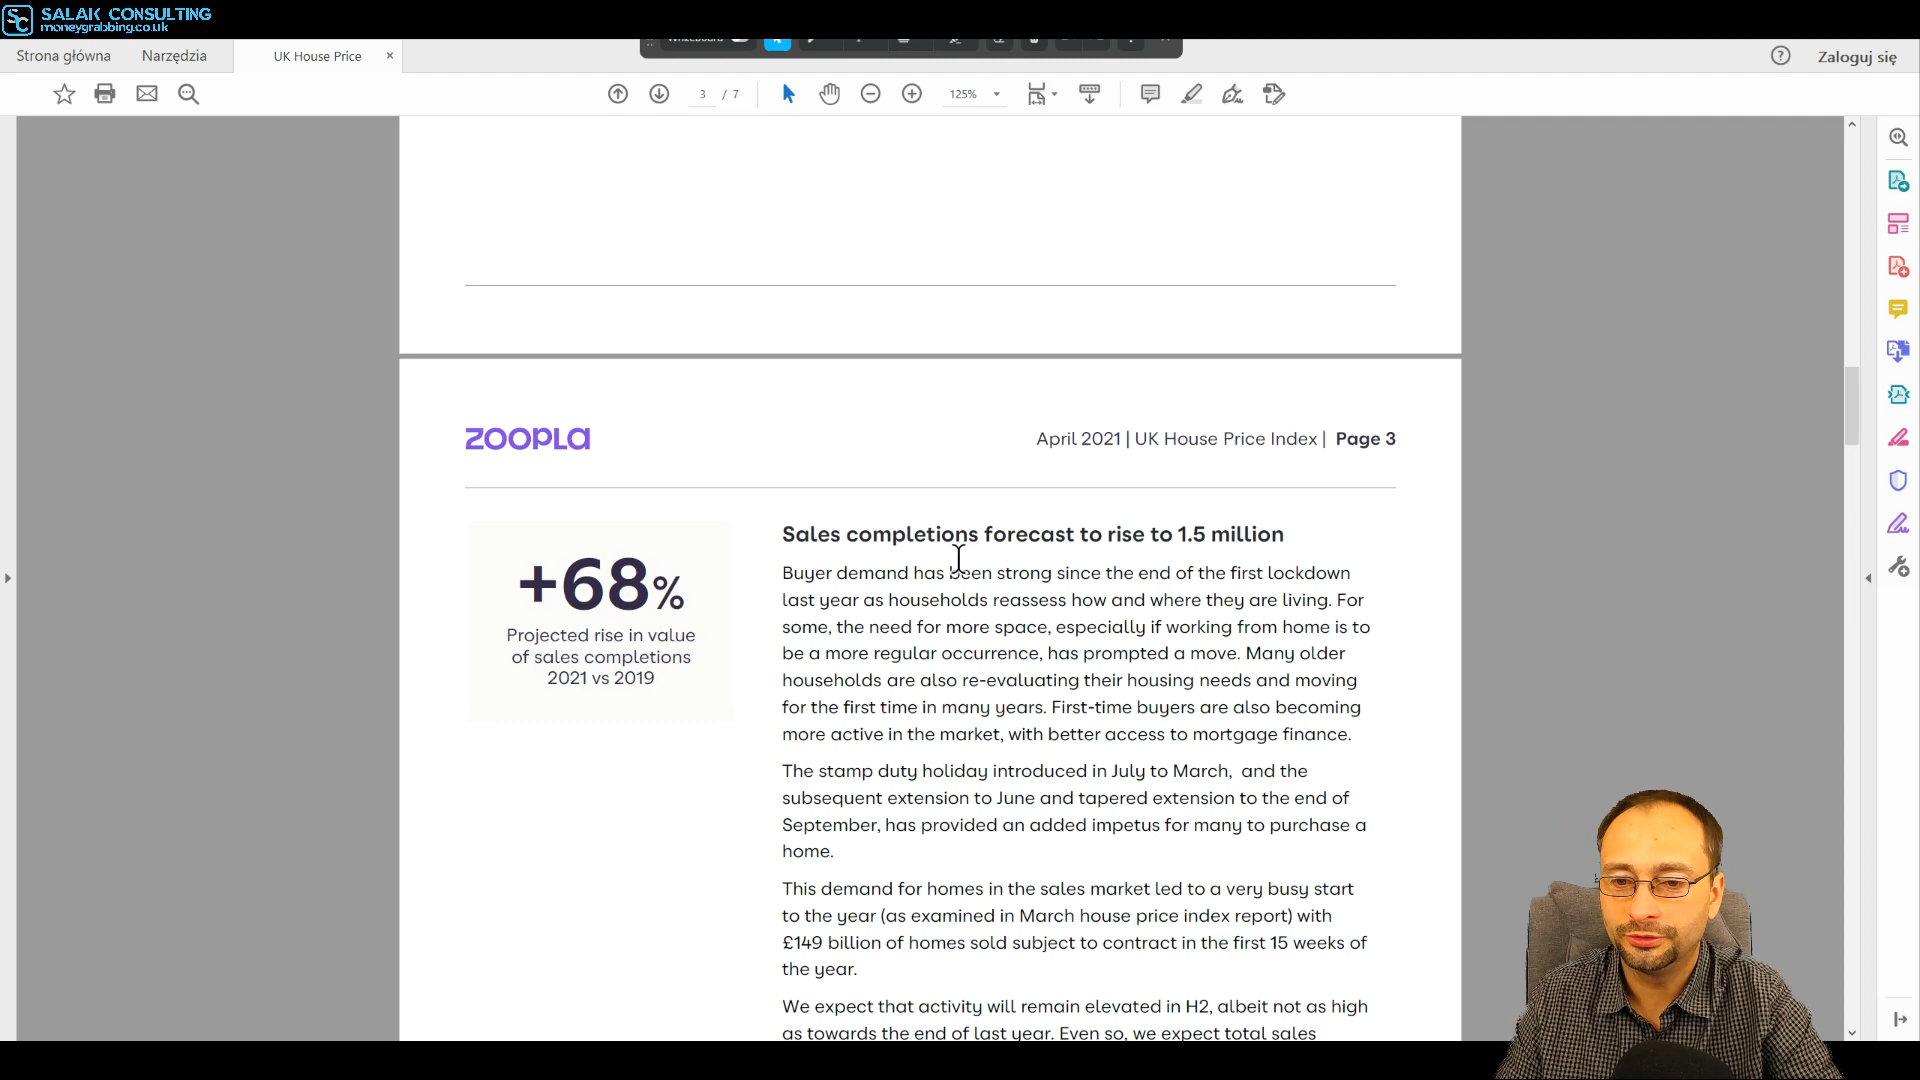 SALAK CONSULTING
moneygrabbing.co.uk
Strona główna
Narzędzia
UK House Price
Zaloguj się
3 / 7
125%
ZOOPLA
April 2021 | UK House Price Index | Page 3
+68%
Projected rise in value
of sales completions
2021 vs 2019
Sales completions forecast to rise to 1.5 million
Buyer demand has been strong since the end of the first lockdown
last year as households reassess how and where they are living. For
some, the need for more space, especially if working from home is to
be a more regular occurrence, has prompted a move. Many older
households are also re-evaluating their housing needs and moving
for the first time in many years. First-time buyers are also becoming
more active in the market, with better access to mortgage finance.
The stamp duty holiday introduced in July to March, and the
subsequent extension to June and tapered extension to the end of
September, has provided an added impetus for many to purchase a
home.
This demand for homes in the sales market led to a very busy start
to the year (as examined in March house price index report) with
£149 billion of homes sold subject to contract in the first 15 weeks of
the year.
We expect that activity will remain elevated in H2, albeit not as high
as towards the end of last year. Even so, we expect total sales